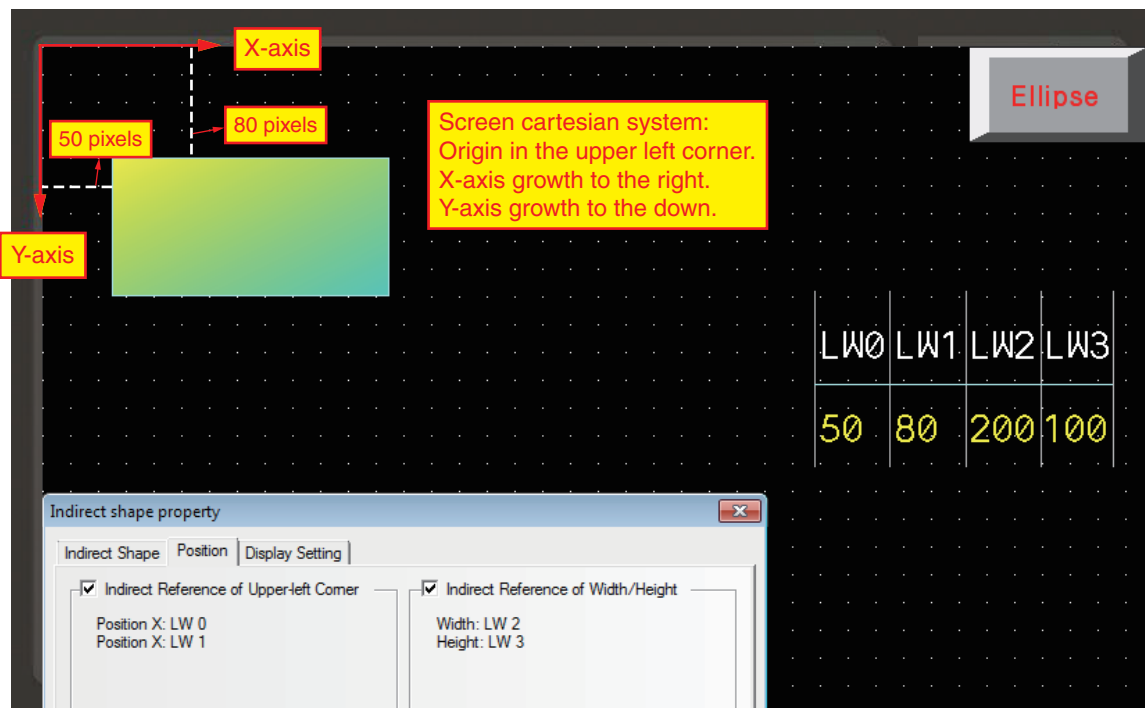 X-axis
Ellipse
80 pixels
50 pixels
Screen cartesian system:
Origin in the upper left corner.
X-axis growth to the right.
Y-axis growth to the down.
Y-axis
LW0 LW1 LW2 LW3
50 80 200 100
Indirect shape property
Indirect Shape Position Display Setting
Indirect Reference of Upper-left Corner
Position X: LW 0
Position X: LW 1
Indirect Reference of Width/Height
Width: LW 2
Height: LW 3